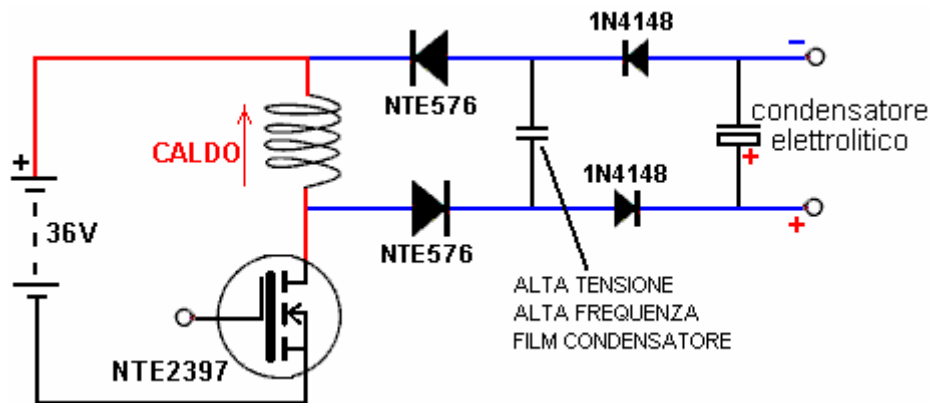 1N4148
−
NTE576
condensatore
elettrolitico
+
CALDO
+
36V
1N4148
+
NTE576
ALTA TENSIONE
ALTA FREQUENZA
FILM CONDENSATORE
NTE2397